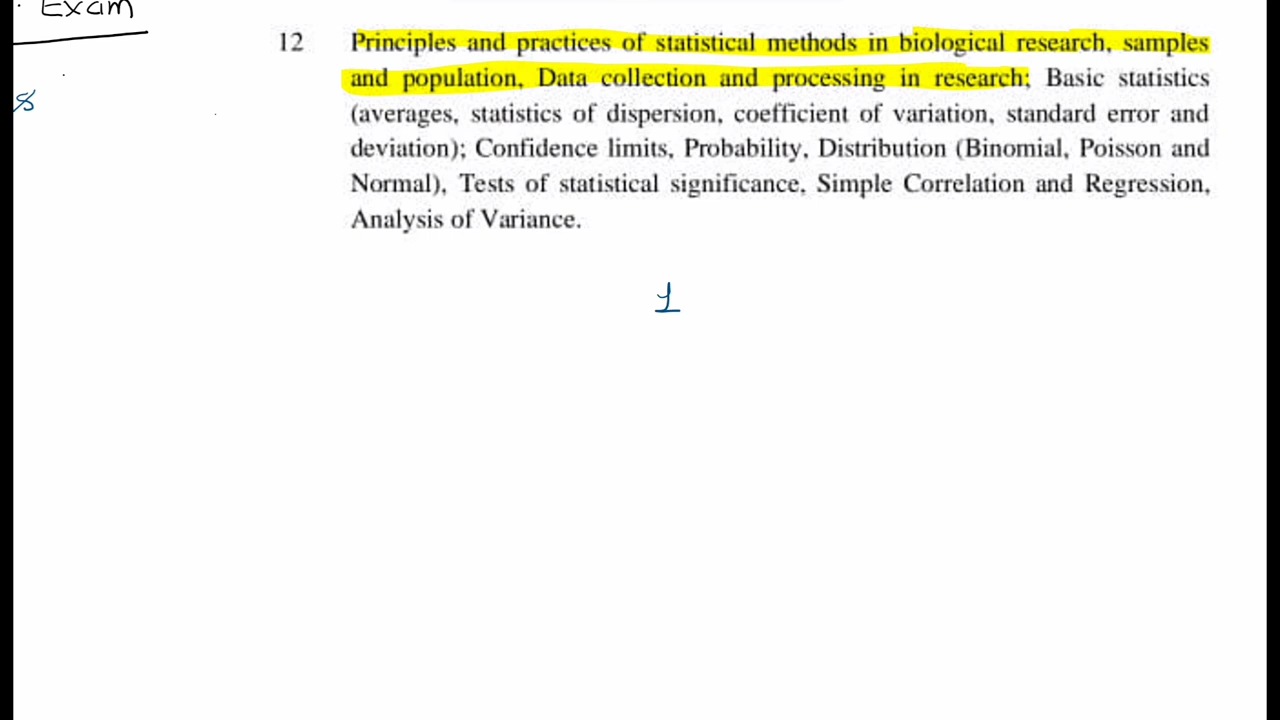 Exam
12 Principles and practices of statistical methods in biological research, samples
and population, Data collection and processing in research; Basic statistics
(averages, statistics of dispersion, coefficient of variation, standard error and
deviation); Confidence limits, Probability, Distribution (Binomial, Poisson and
Normal), Tests of statistical significance, Simple Correlation and Regression,
Analysis of Variance.
1